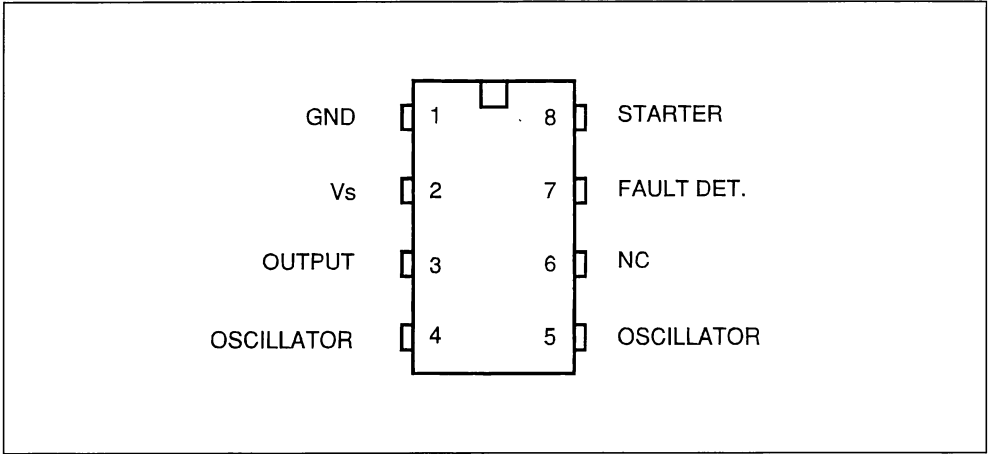 GND 1 8 STARTER
Vs 2 7 FAULT DET.
OUTPUT 3 6 NC
OSCILLATOR 4 5 OSCILLATOR